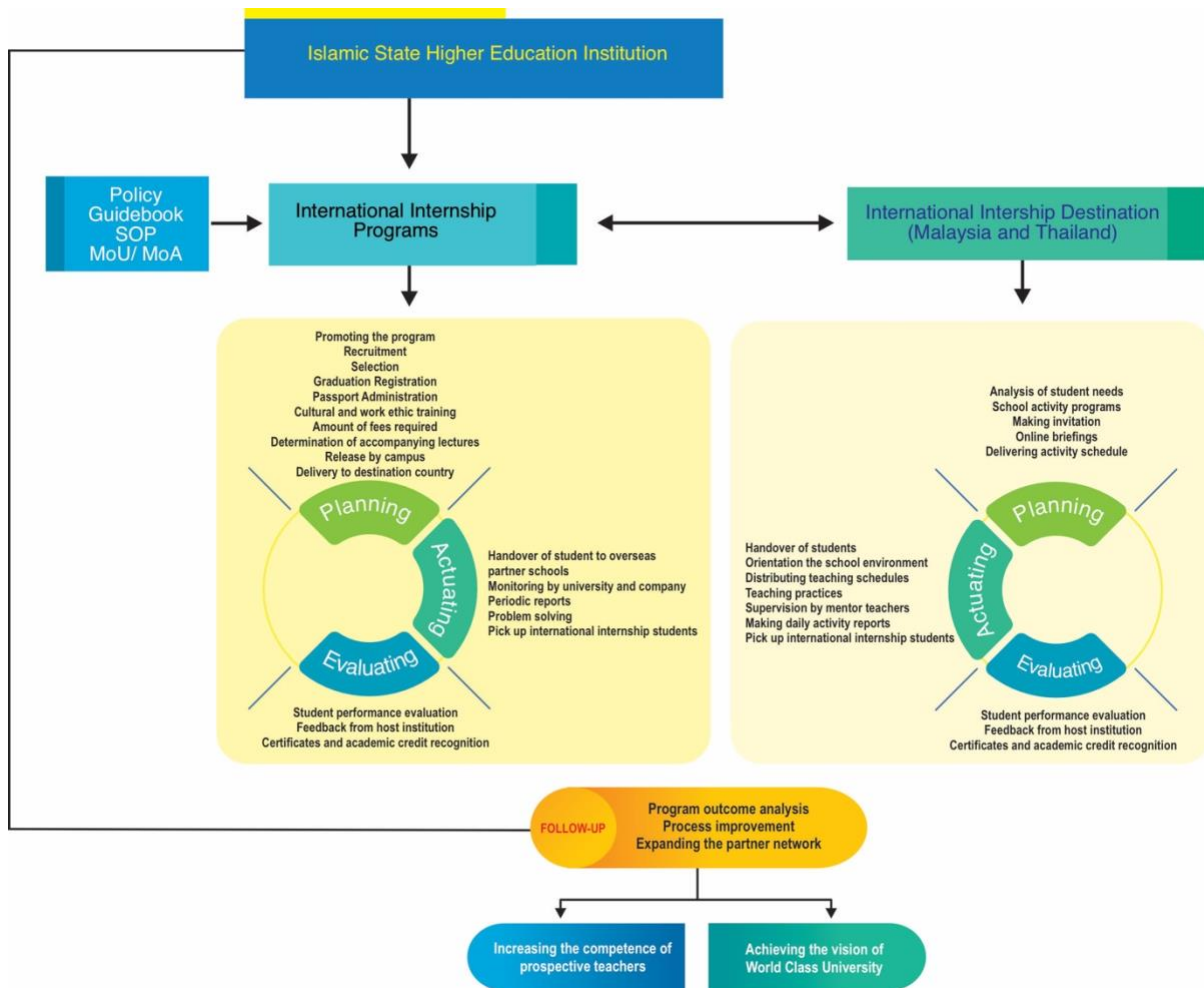 Islamic State Higher Education Institution
Policy
Guidebook
SOP
MoU/ MoA
International Internship
Programs
International Intership Destination
(Malaysia and Thailand)
Promoting the program
Recruitment
Selection
Graduation Registration
Passport Administration
Cultural and work ethic training
Amount of fees required
Determination of accompanying lectures
Release by campus
Delivery to destination country
Planning
Actuating
Handover of student to overseas
partner schools
Monitoring by university and company
Periodic reports
Problem solving
Pick up international internship students
Evaluating
Student performance evaluation
Feedback from host institution
Certificates and academic credit recognition
Analysis of student needs
School activity programs
Making invitation
Online briefings
Delivering activity schedule
Planning
Handover of students
Orientation the school environment
Distributing teaching schedules
Teaching practices
Supervision by mentor teachers
Making daily activity reports
Pick up international internship students
Actuating
Evaluating
Student performance evaluation
Feedback from host institution
Certificates and academic credit recognition
FOLLOW-UP
Program outcome analysis
Process improvement
Expanding the partner network
Increasing the competence of
prospective teachers
Achieving the vision of
World Class University